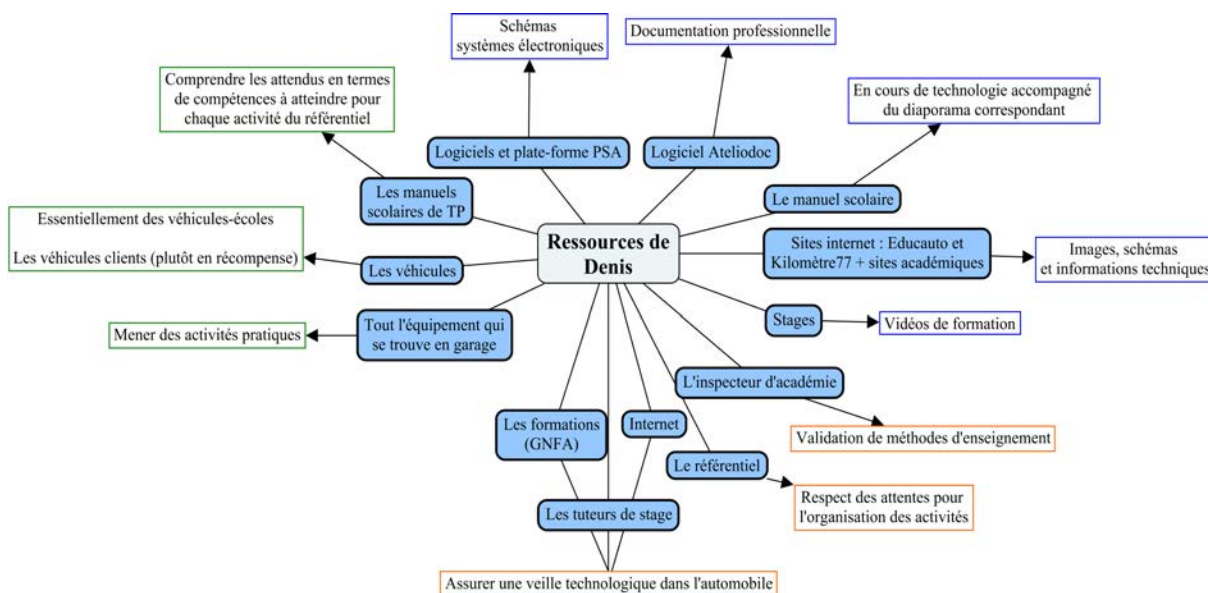 Schémas
systèmes électroniques
Documentation professionnelle
Comprendre les attendus en termes
de compétences à atteindre pour
chaque activité du référentiel
En cours de technologie accompagné
du diaporama correspondant
Logiciels et plate-forme PSA
Logiciel Ateliodoc
Les manuels
scolaires de TP
Le manuel scolaire
Essentiellement des véhicules-écoles
Les véhicules clients (plutôt en récompense)
Les véhicules
Ressources de
Denis
Sites internet : Educauto et
Kilomètre77 + sites académiques
Images, schémas
et informations techniques
Mener des activités pratiques
Tout l'équipement qui
se trouve en garage
Stages
Vidéos de formation
L'inspecteur d'académie
Les formations
(GNFA)
Internet
Validation de méthodes d'enseignement
Le référentiel
Respect des attentes pour
l'organisation des activités
Les tuteurs de stage
Assurer une veille technologique dans l'automobile